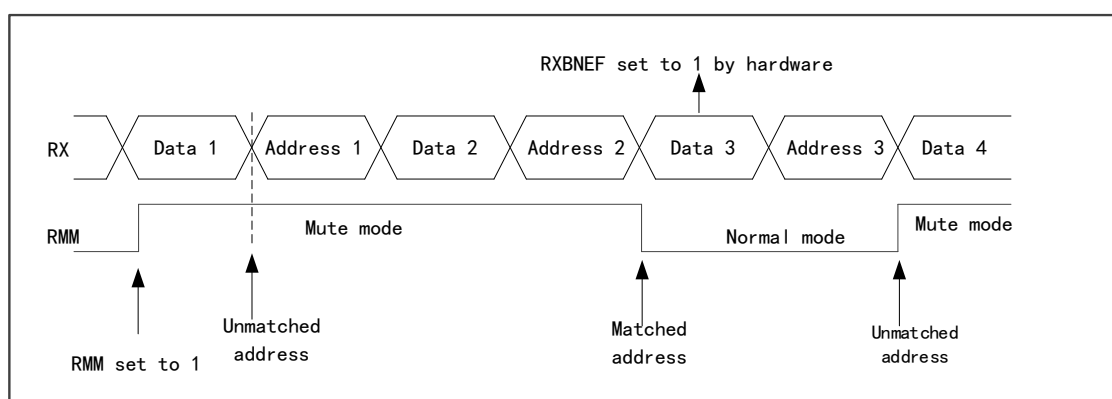 RXBNEF set to 1 by hardware
RX Data 1 Address 1 Data 2 Address 2 Data 3 Address 3 Data 4
RMM Mute mode Normal mode Mute mode
Unmatched
address
Matched
address
Unmatched
address
RMM set to 1